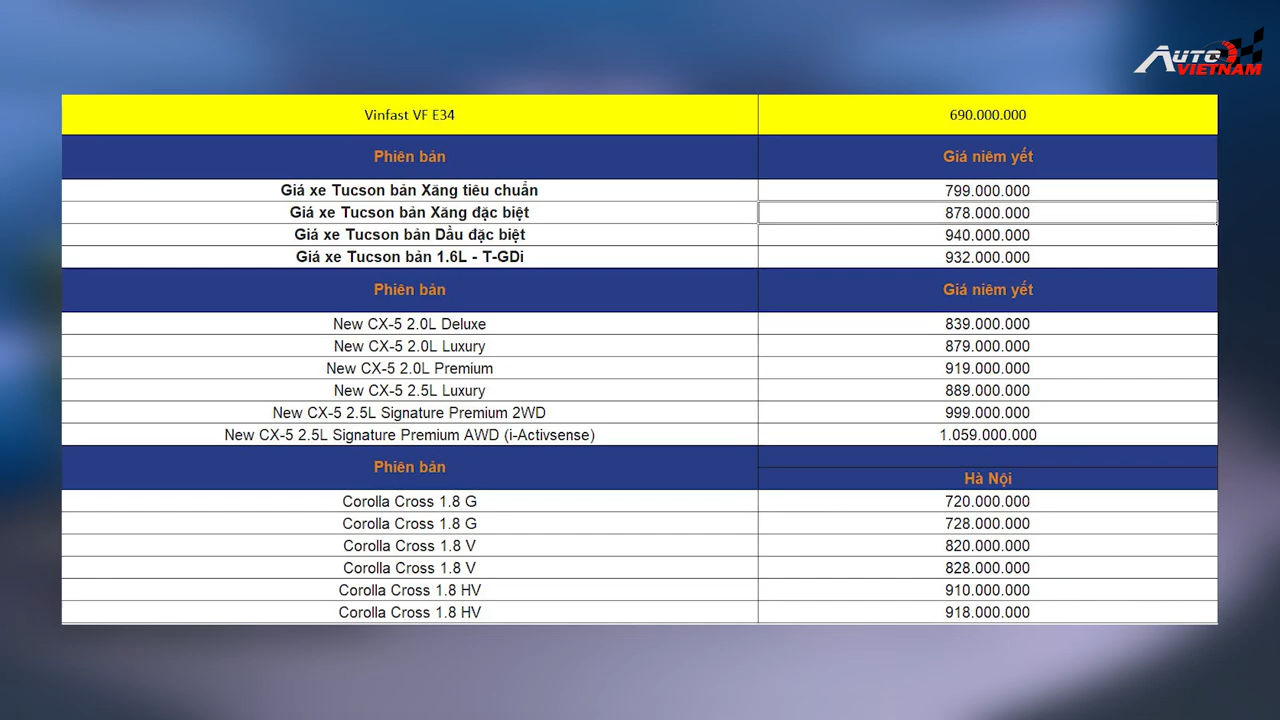 AUTO
VIETNAM
Vinfast VF E34 690.000.000
Phiên bản Giá niêm yết
Giá xe Tucson bản Xăng tiêu chuẩn 799.000.000
Giá xe Tucson bản Xăng đặc biệt 878.000.000
Giá xe Tucson bản Dầu đặc biệt 940.000.000
Giá xe Tucson bản 1.6L - T-GDi 932.000.000
Phiên bản Giá niêm yết
New CX-5 2.0L Deluxe 839.000.000
New CX-5 2.0L Luxury 879.000.000
New CX-5 2.0L Premium 919.000.000
New CX-5 2.5L Luxury 889.000.000
New CX-5 2.5L Signature Premium 2WD 999.000.000
New CX-5 2.5L Signature Premium AWD (i-Activsense) 1.059.000.000
Phiên bản Hà Nội
Corolla Cross 1.8 G 720.000.000
Corolla Cross 1.8 G 728.000.000
Corolla Cross 1.8 V 820.000.000
Corolla Cross 1.8 V 828.000.000
Corolla Cross 1.8 HV 910.000.000
Corolla Cross 1.8 HV 918.000.000